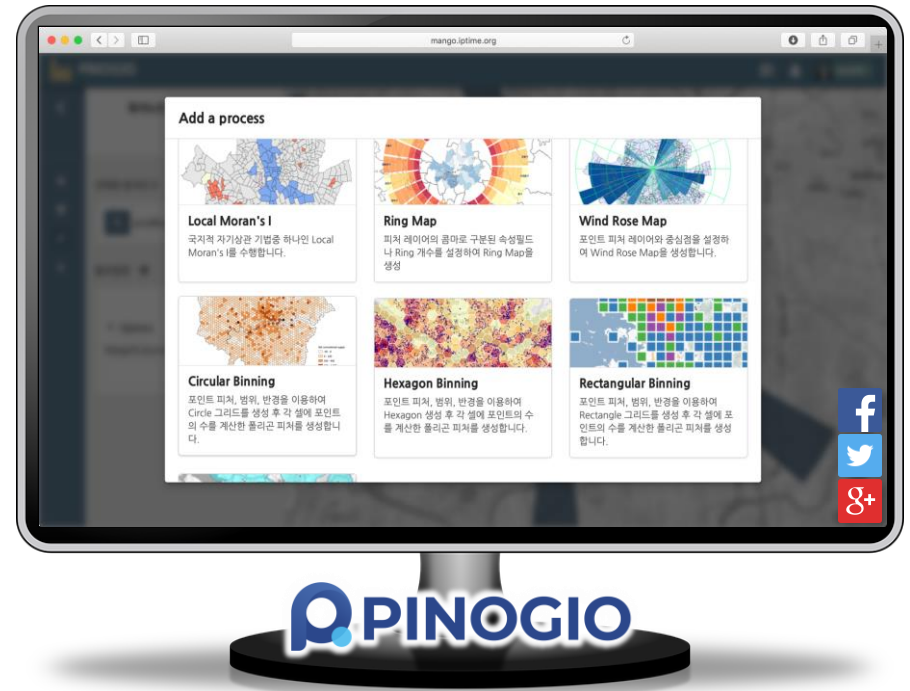 mango.iptime.org
PINOGIO
Add a process
Local Moran's I
국지적 자기상관 기법중 하나인 Local
Moran's I를 수행합니다.
Ring Map
피처 레이어의 콤마로 구분된 속성필드
나 Ring 개수를 설정하여 Ring Map을
생성
Wind Rose Map
포인트 피처 레이어와 중심점을 설정하
여 Wind Rose Map을 생성합니다.
Circular Binning
포인트 피처, 범위, 반경을 이용하여
Circle 그리드를 생성 후 각 셀에 포인트
의 수를 계산한 폴리곤 피처를 생성합니
다.
Hexagon Binning
포인트 피처, 범위, 반경을 이용하여
Hexagon 생성 후 각 셀에 포인트의 수
를 계산한 폴리곤 피처를 생성합니다.
Rectangular Binning
포인트 피처, 범위, 반경을 이용하여
Rectangle 그리드를 생성 후 각 셀에 포
인트의 수를 계산한 폴리곤 피처를 생성
합니다.
f
g+
PINOGIO